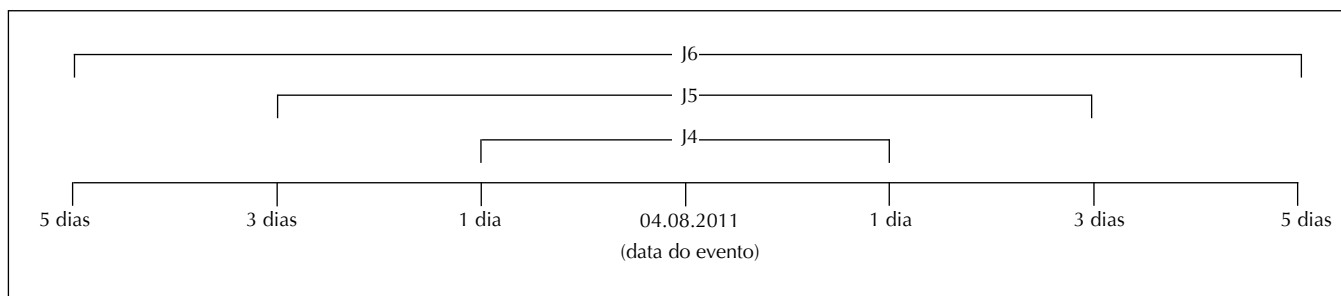 J6
J5
J4
5 dias 3 dias 1 dia 04.08.2011 1 dia 3 dias 5 dias
(data do evento)